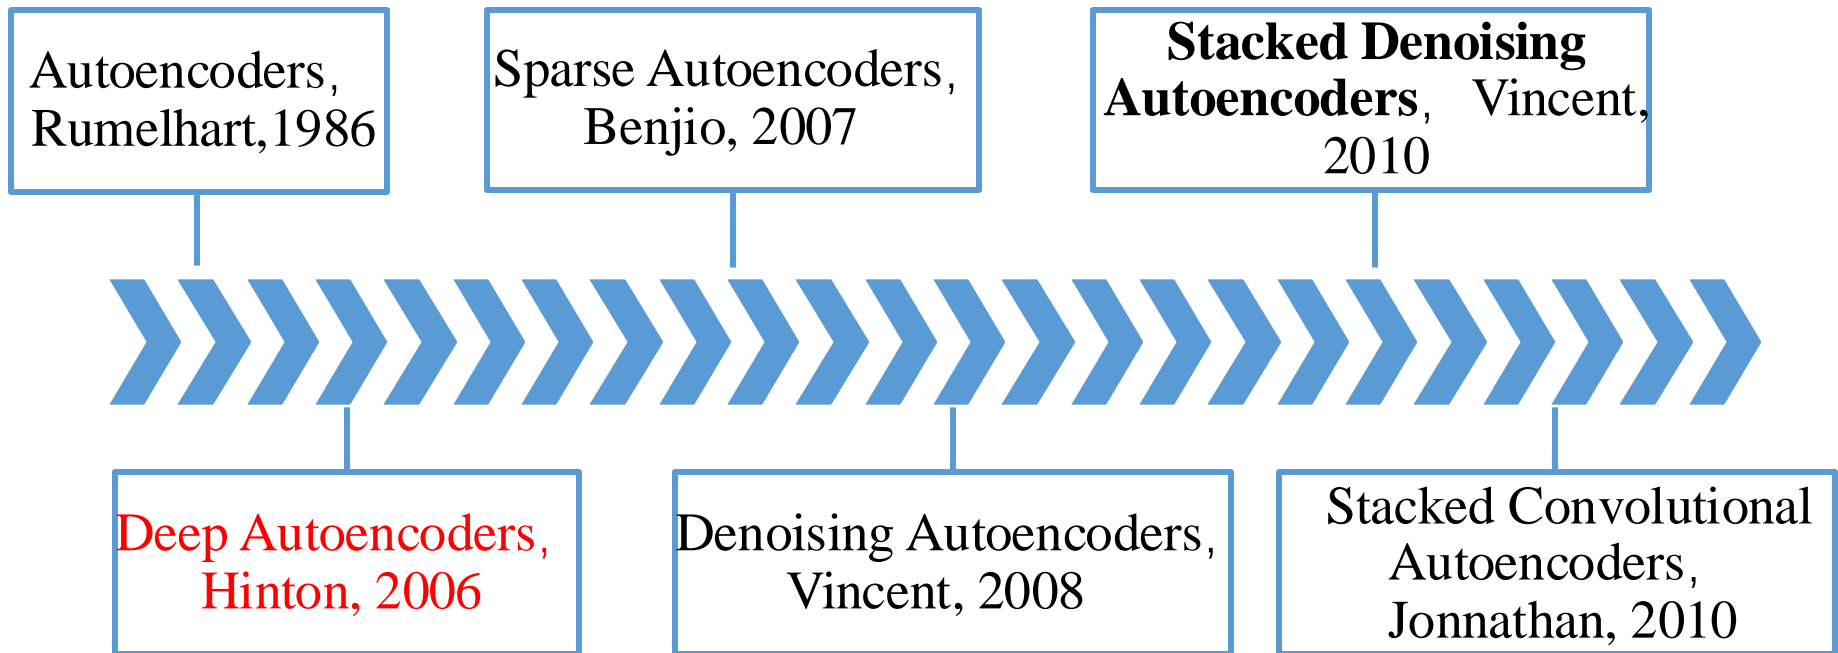 Autoencoders,
Rumelhart,1986
Sparse Autoencoders,
Benjio, 2007
Stacked Denoising
Autoencoders, Vincent,
2010
Deep Autoencoders,
Hinton, 2006
Denoising Autoencoders,
Vincent, 2008
Stacked Convolutional
Autoencoders,
Jonnathan, 2010